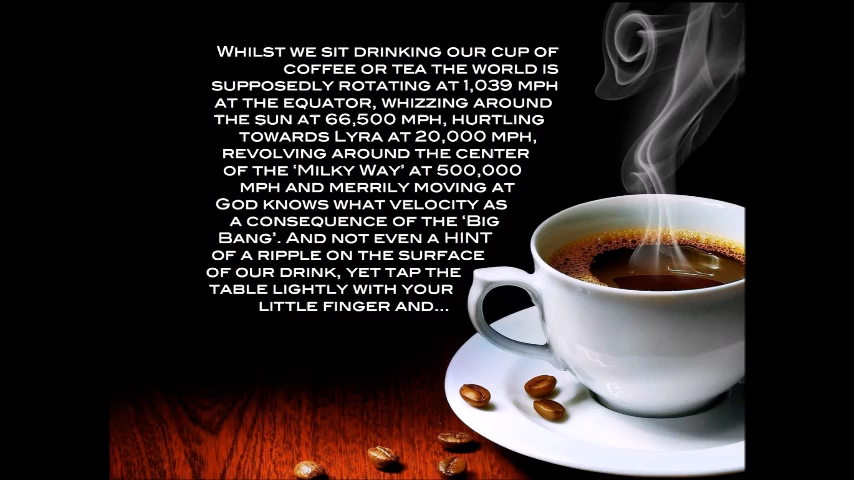 Whilst we sit drinking our cup of
coffee or tea the world is
supposedly rotating at 1,039 mph
at the equator, whizzing around
the sun at 66,500 mph, hurtling
towards Lyra at 20,000 mph,
revolving around the center
of the ‘Milky Way’ at 500,000
mph and merrily moving at
God knows what velocity as
a consequence of the ‘Big
Bang’. And not even a HINT
of a ripple on the surface
of our drink, yet tap the
table lightly with your
little finger and...